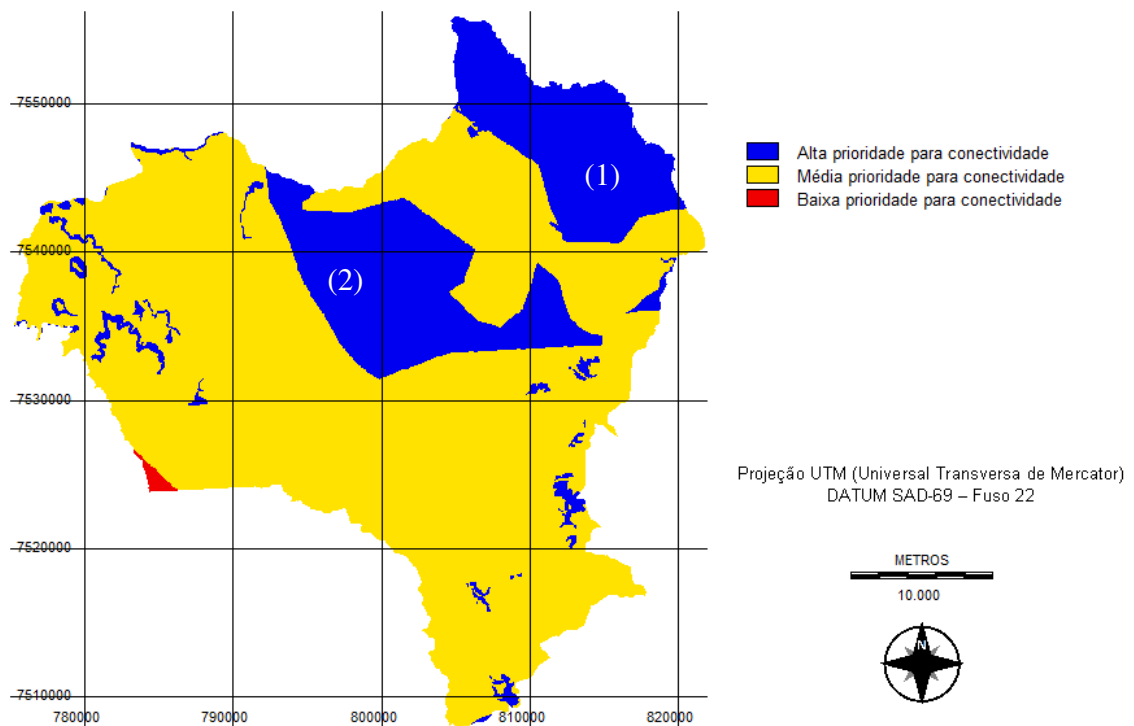 7550000
(1)
7540000
(2)
7530000
7520000
7510000
780000 790000 800000 810000 820000
Alta prioridade para conectividade
Média prioridade para conectividade
Baixa prioridade para conectividade
Projeção UTM (Universal Transversa de Mercator)
DATUM SAD-69 – Fuso 22
METROS
10.000
N